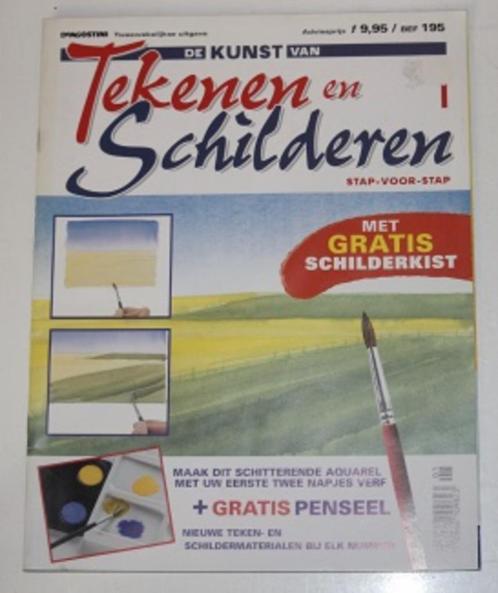 DeAGOSTINI Tweewekelijkse uitgave Adviesprijs f 9,95 / BEF 195
DE KUNST VAN
Tekenen en
Schilderen
1
STAP-VOOR-STAP
MET
GRATIS
SCHILDERKIST
MAAK DIT SCHITTERENDE AQUAREL
MET UW EERSTE TWEE NAPJES VERF
+ GRATIS PENSEEL
NIEUWE TEKEN- EN
SCHILDERMATERIALEN BIJ ELK NUMMER